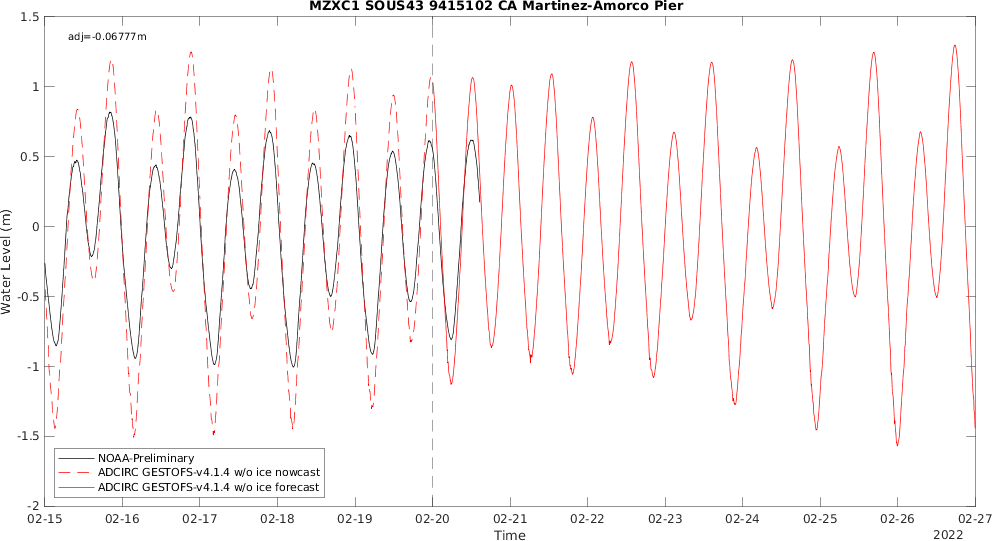 MZXC1 SOUS43 9415102 CA Martinez-Amorco Pier
adj=-0.06777m
1.5
1
0.5
0
-0.5
-1
-1.5
-2
Water Level (m)
NOAA-Preliminary
ADCIRC GESTOFS-v4.1.4 w/o ice nowcast
ADCIRC GESTOFS-v4.1.4 w/o ice forecast
02-15 02-16 02-17 02-18 02-19 02-20 02-21 02-22 02-23 02-24 02-25 02-26 02-27
Time
2022